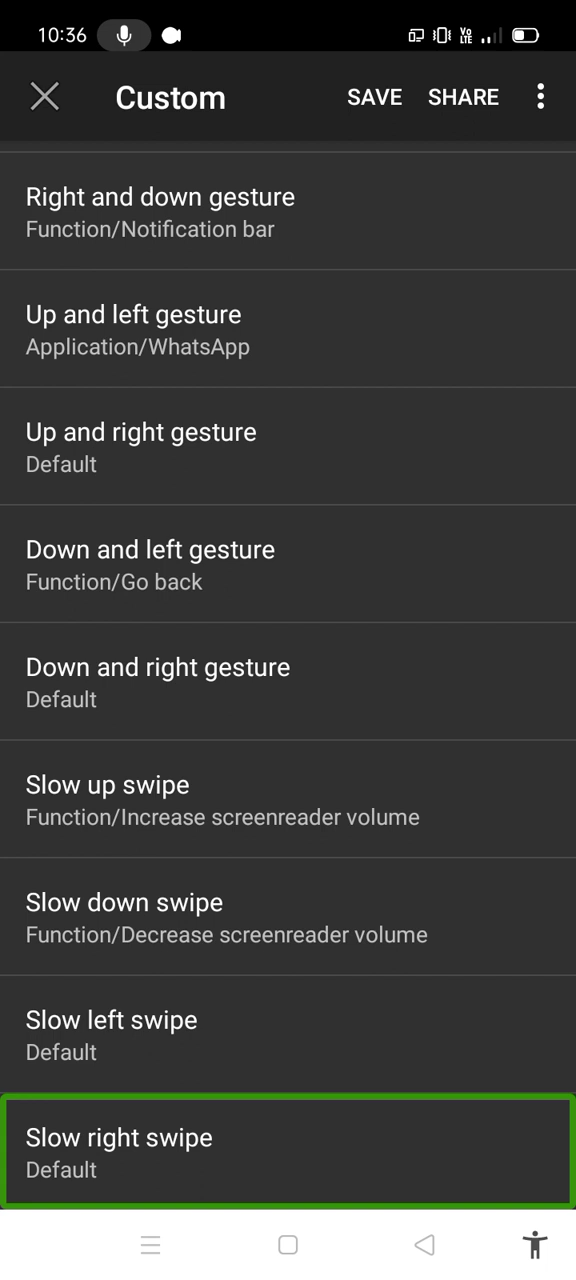 10:36
VO
LTE
Custom
SAVE
SHARE
Right and down gesture
Function/Notification bar
Up and left gesture
Application/WhatsApp
Up and right gesture
Default
Down and left gesture
Function/Go back
Down and right gesture
Default
Slow up swipe
Function/Increase screenreader volume
Slow down swipe
Function/Decrease screenreader volume
Slow left swipe
Default
Slow right swipe
Default